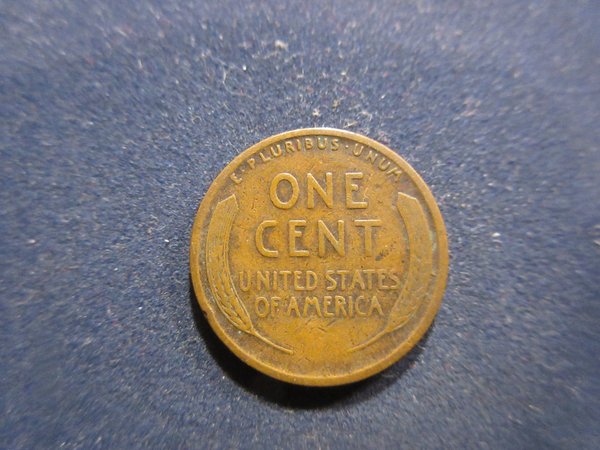 E·PLURIBUS·UNUM
ONE
CENT
UNITED STATES
OF·AMERICA